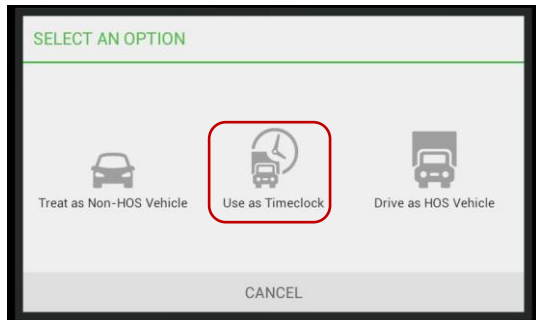 SELECT AN OPTION
Treat as Non-HOS Vehicle
Use as Timeclock
Drive as HOS Vehicle
CANCEL